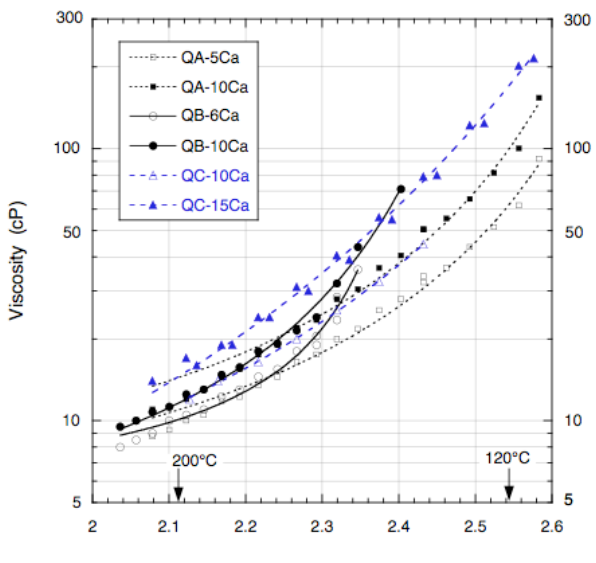 300
300
QA-5Ca
QA-10Ca
QB-6Ca
QB-10Ca
QC-10Ca
QC-15Ca
100
100
50
50
Viscosity (cP)
10
10
200°C
120°C
5
5
2
2.1
2.2
2.3
2.4
2.5
2.6